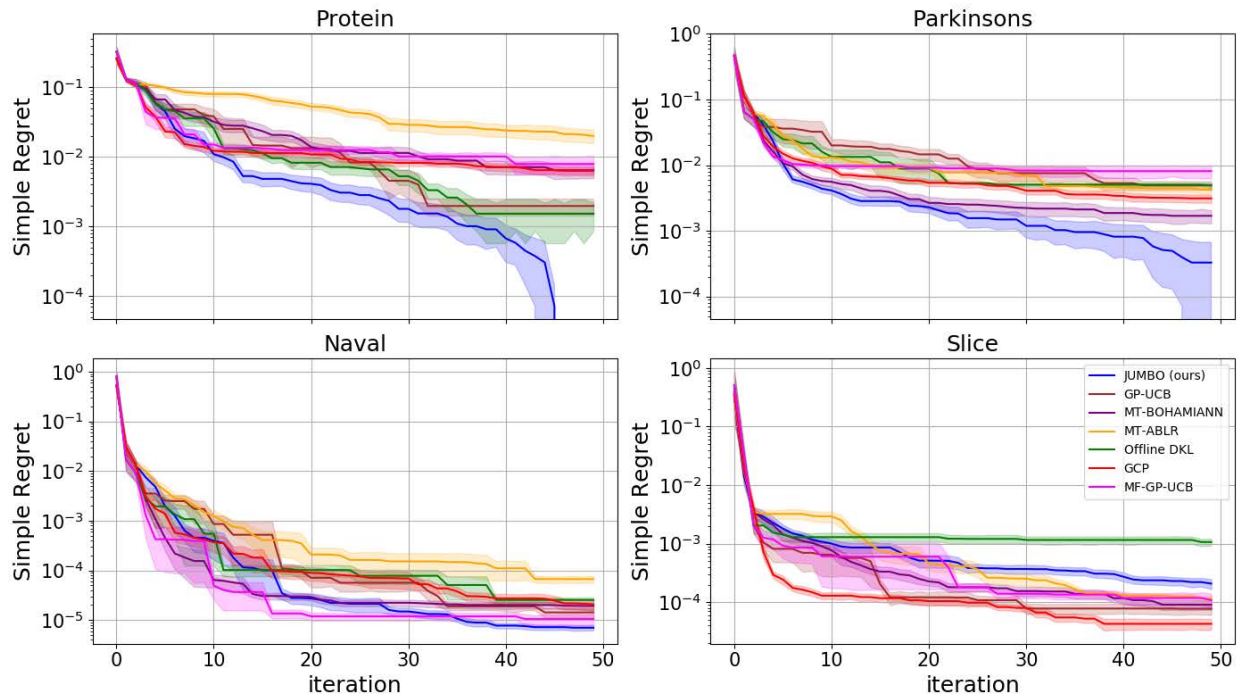 Protein
Parkinsons
Simple Regret
10^-1
10^-2
10^-3
10^-4
Simple Regret
10^0
10^-1
10^-2
10^-3
10^-4
Naval
Slice
Simple Regret
10^0
10^-1
10^-2
10^-3
10^-4
10^-5
0 10 20 30 40 50
iteration
Simple Regret
10^0
10^-1
10^-2
10^-3
10^-4
0 10 20 30 40 50
iteration
JUMBO (ours)
GP-UCB
MT-BOHAMIANN
MT-ABLR
Offline DKL
GCP
MF-GP-UCB